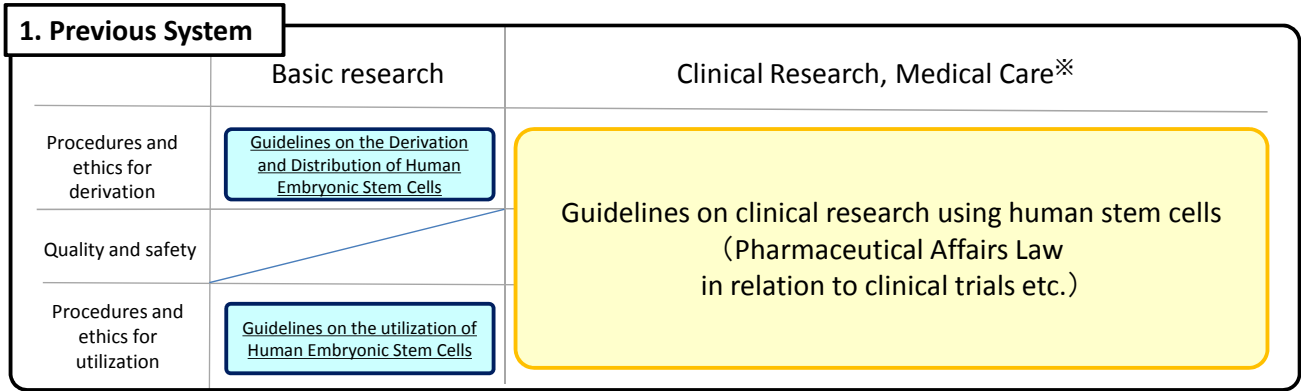 1. Previous System
Basic research
Clinical Research, Medical Care※
Procedures and
ethics for
derivation
Guidelines on the Derivation
and Distribution of Human
Embryonic Stem Cells
Quality and safety
Procedures and
ethics for
utilization
Guidelines on the utilization of
Human Embryonic Stem Cells
Guidelines on clinical research using human stem cells
（Pharmaceutical Affairs Law
in relation to clinical trials etc.）